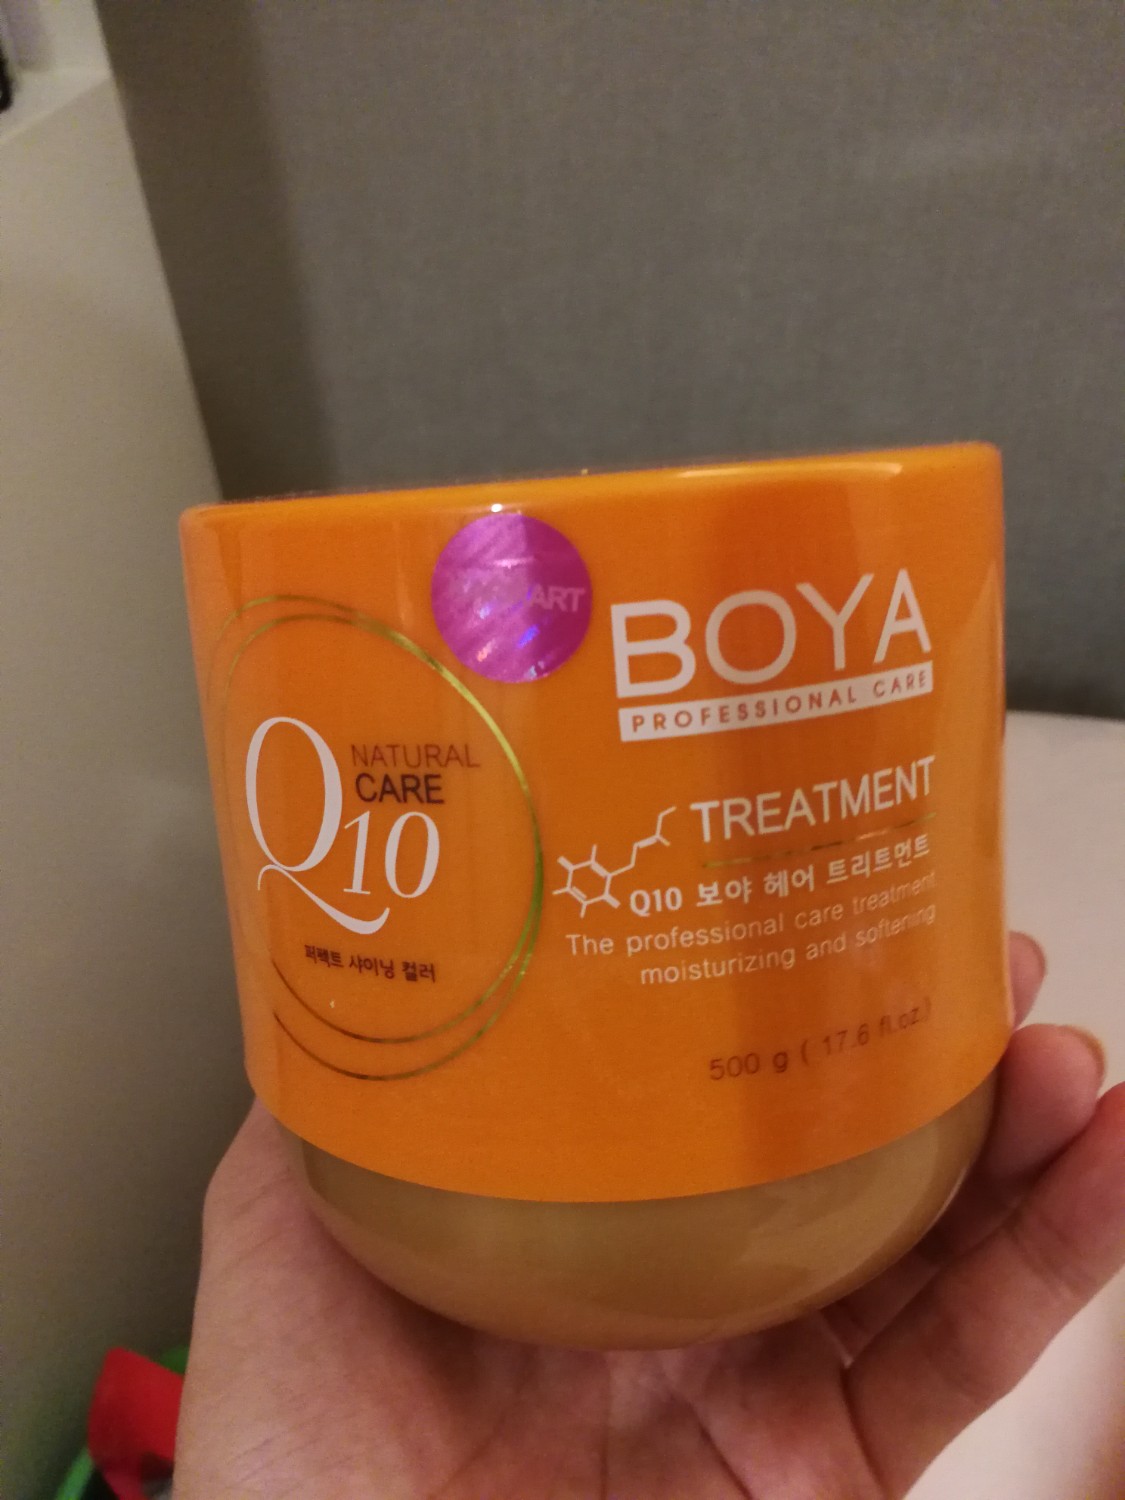 ART
BOYA
PROFESSIONAL CARE
NATURAL
CARE
Q10
퍼펙트 샤이닝 컬러
TREATMENT
Q10 보야 헤어 트리트먼트
The professional care treatment
moisturizing and softening
500 g ( 17.6 fl.oz.)